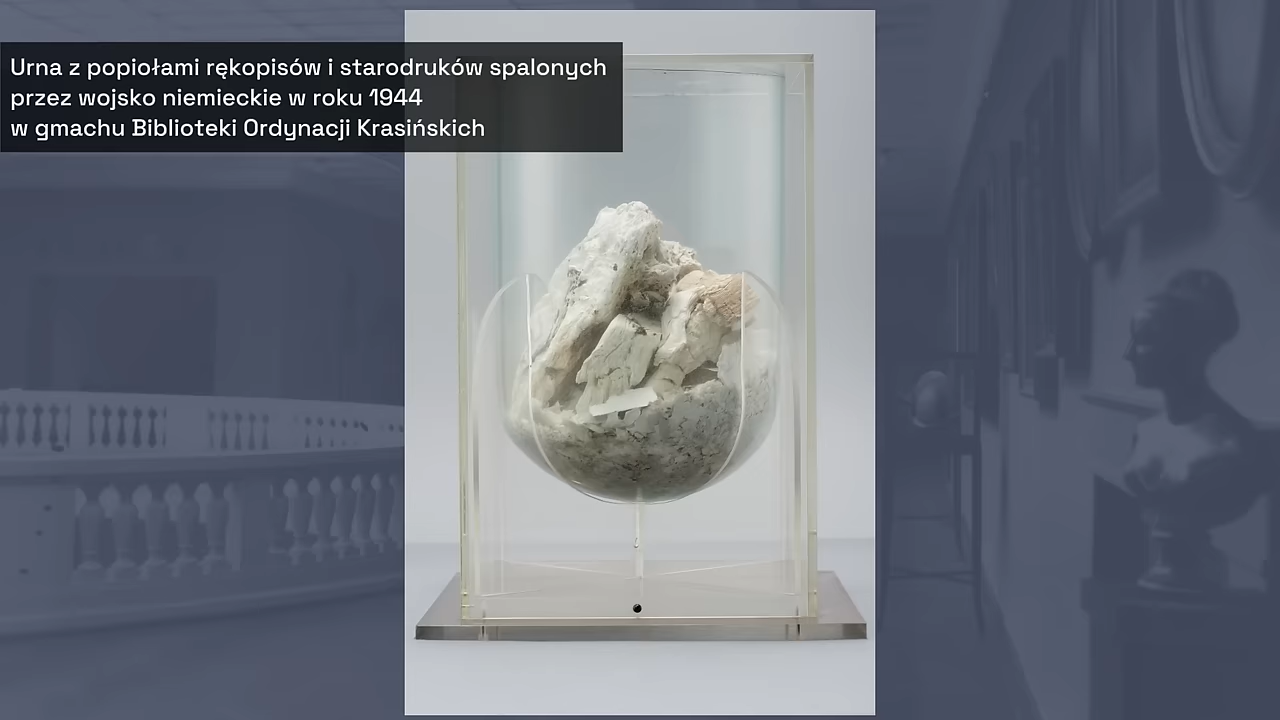 Urna z popiołami rękopisów i starodruków spalonych
przez wojsko niemieckie w roku 1944
w gmachu Biblioteki Ordynacji Krasińskich